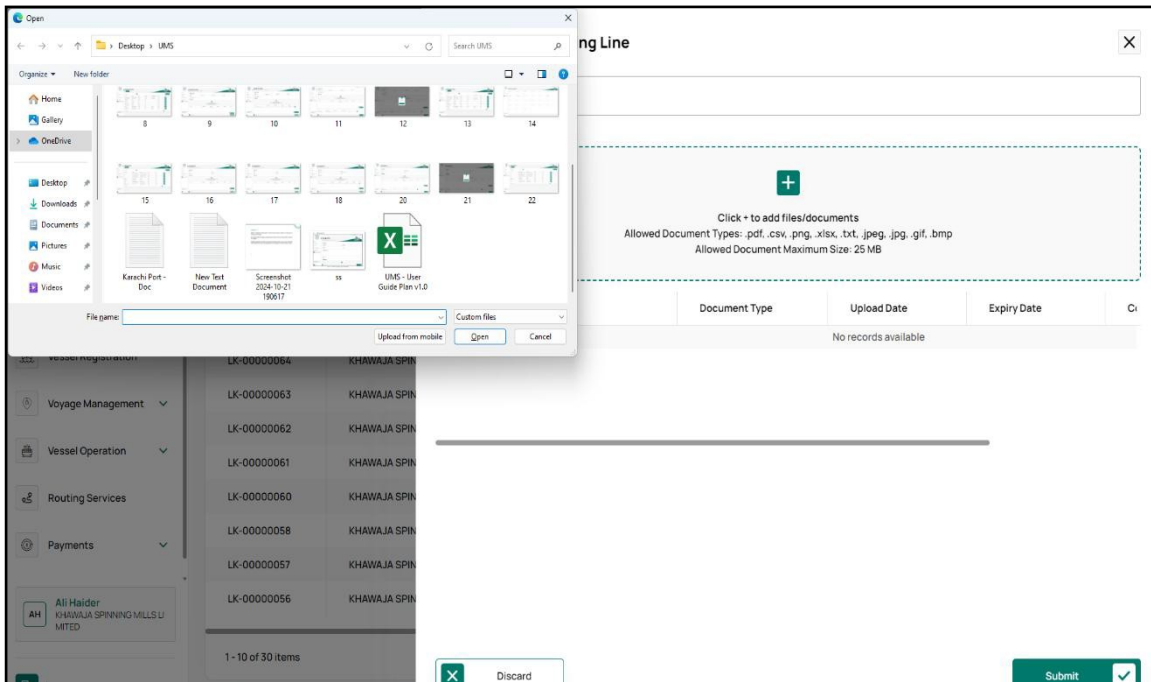 Open
Desktop > UMS
Search UMS
Organize
New folder
Home
Gallery
OneDrive
Desktop
Downloads
Documents
Pictures
Music
Videos
8 9 10 11 12 13 14
15 16 17 18 20 21 22
Karachi Port - Doc
New Text Document
Screenshot 2024-10-21 190617
ss
UMS - User Guide Plan v1.0
File name:
Custom files
Upload from mobile
Open
Cancel
ng Line
Click + to add files/documents
Allowed Document Types: .pdf, .csv, .png, .xlsx, .txt, .jpeg, .jpg, .gif, .bmp
Allowed Document Maximum Size: 25 MB
Document Type Upload Date Expiry Date
No records available
Vessel Registration
Voyage Management
Vessel Operation
Routing Services
Payments
AH
Ali Haider
KHAWAJA SPINNING MILLS LI
MITED
LK-00000064 KHAWAJA SPIN
LK-00000063 KHAWAJA SPIN
LK-00000062 KHAWAJA SPIN
LK-00000061 KHAWAJA SPIN
LK-00000060 KHAWAJA SPIN
LK-00000058 KHAWAJA SPIN
LK-00000057 KHAWAJA SPIN
LK-00000056 KHAWAJA SPIN
1 - 10 of 30 items
Discard
Submit